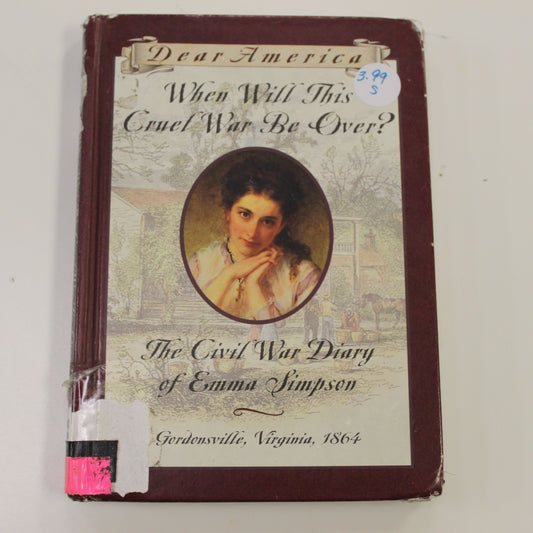 Dear America
3.99
S
When Will This
Cruel War Be Over?
The Civil War Diary
of Emma Simpson
Gordonsville, Virginia, 1864